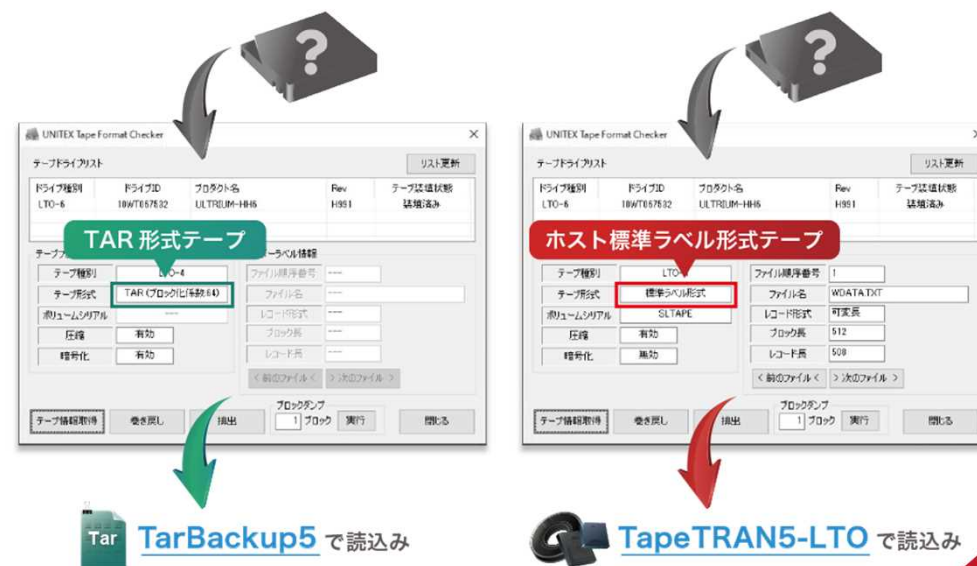 ?
UNITEX Tape Format Checker
テープドライブリスト
リスト更新
ドライブ種別 ドライブID プロダクト名 Rev テープ装填状態
LTO-6 10WT067532 ULTRIUM-HH6 H991 装填済み
TAR 形式テープ
ーラベル情報
テープ種別 LTO-4 ファイル順序番号 ---
テープ形式 TAR (ブロック化係数:64) ファイル名 ---
ボリュームシリアル --- レコード形式 ---
圧縮 有効 ブロック長 ---
暗号化 有効 レコード長 ---
< 前のファイル < > 次のファイル >
ブロックダンプ
テープ情報取得 巻き戻し 排出 1 ブロック 実行 閉じる
Tar TarBackup5 で読込み
?
UNITEX Tape Format Checker
テープドライブリスト
リスト更新
ドライブ種別 ドライブID プロダクト名 Rev テープ装填状態
LTO-6 10WT067532 ULTRIUM-HH6 H991 装填済み
ホスト標準ラベル形式テープ
テープ種別 ファイル順序番号 1
テープ形式 標準ラベル形式 ファイル名 WDATA.TXT
ボリュームシリアル SLTAPE レコード形式 可変長
圧縮 有効 ブロック長 512
暗号化 無効 レコード長 508
< 前のファイル < > 次のファイル >
ブロックダンプ
テープ情報取得 巻き戻し 排出 1 ブロック 実行 閉じる
TapeTRAN5-LTO で読込み